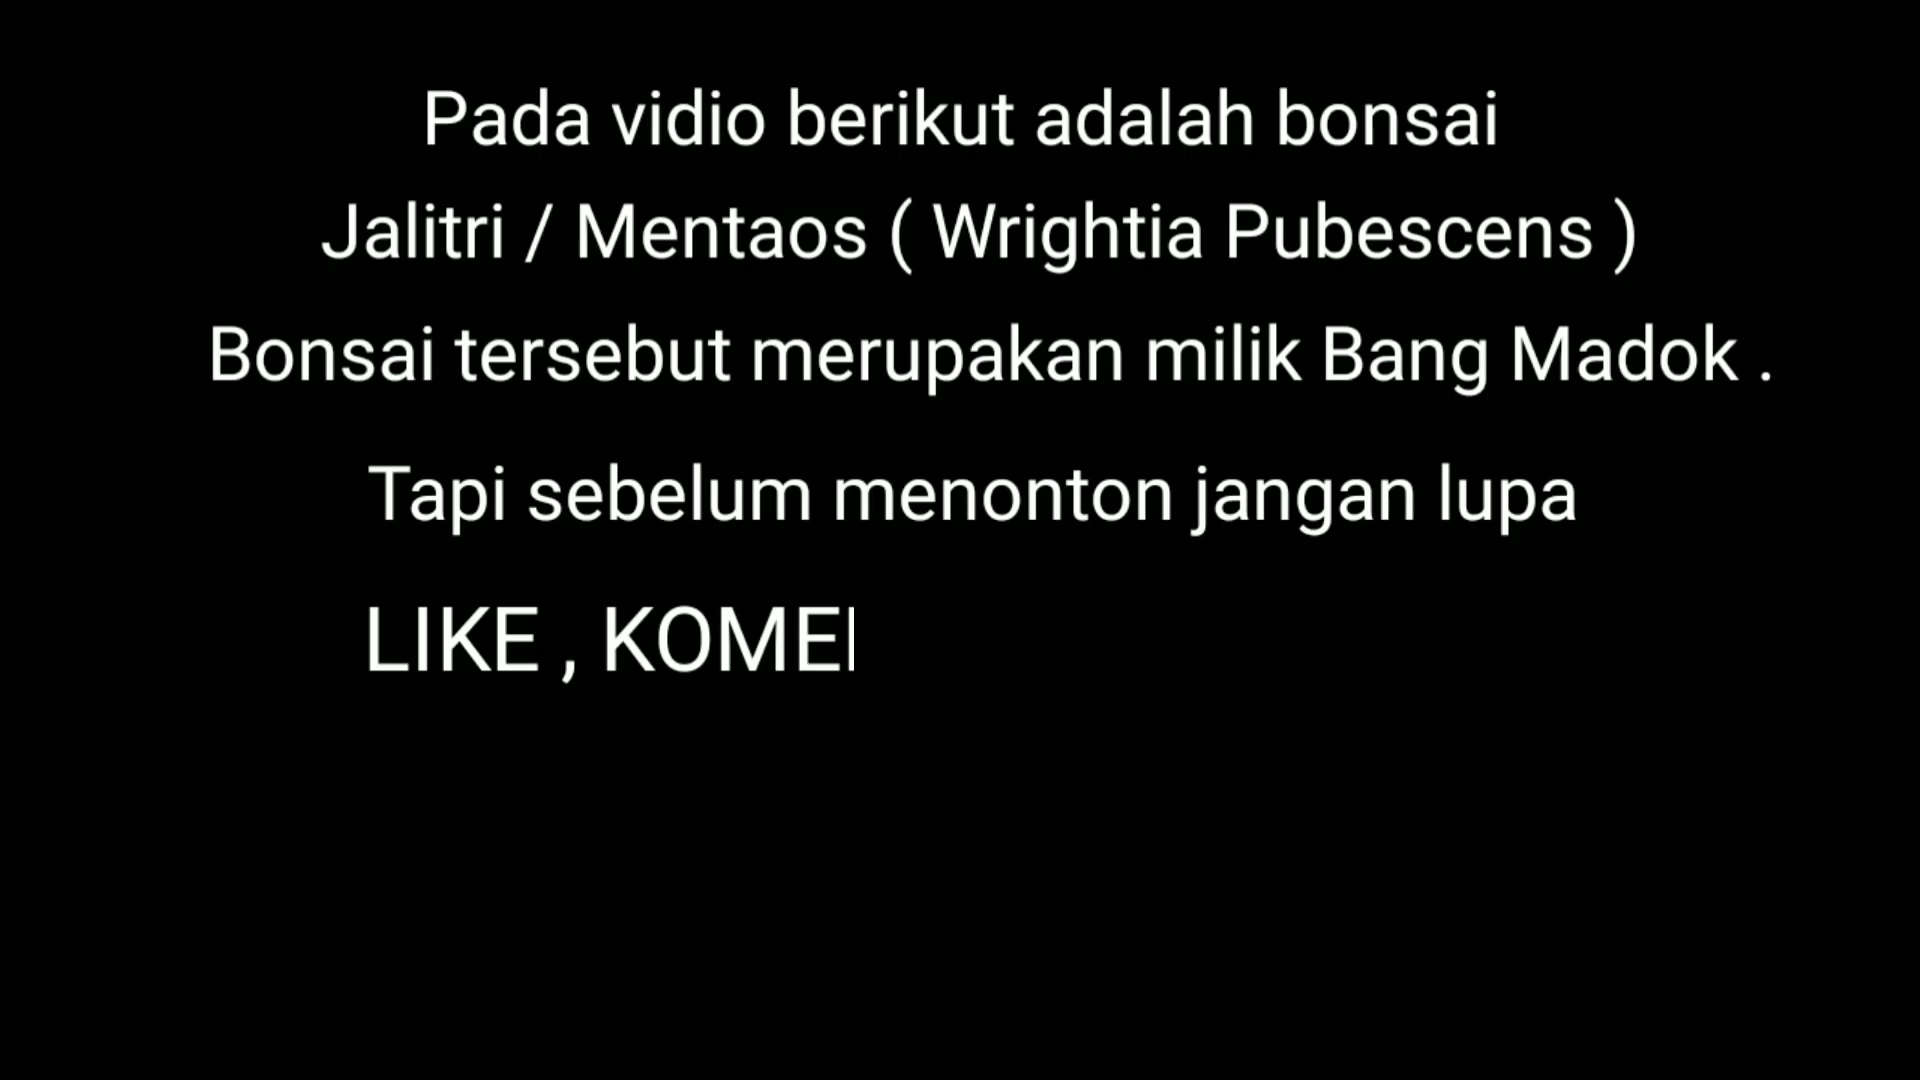 Pada vidio berikut adalah bonsai
Jalitri / Mentaos ( Wrightia Pubescens )
Bonsai tersebut merupakan milik Bang Madok .
Tapi sebelum menonton jangan lupa
LIKE ,